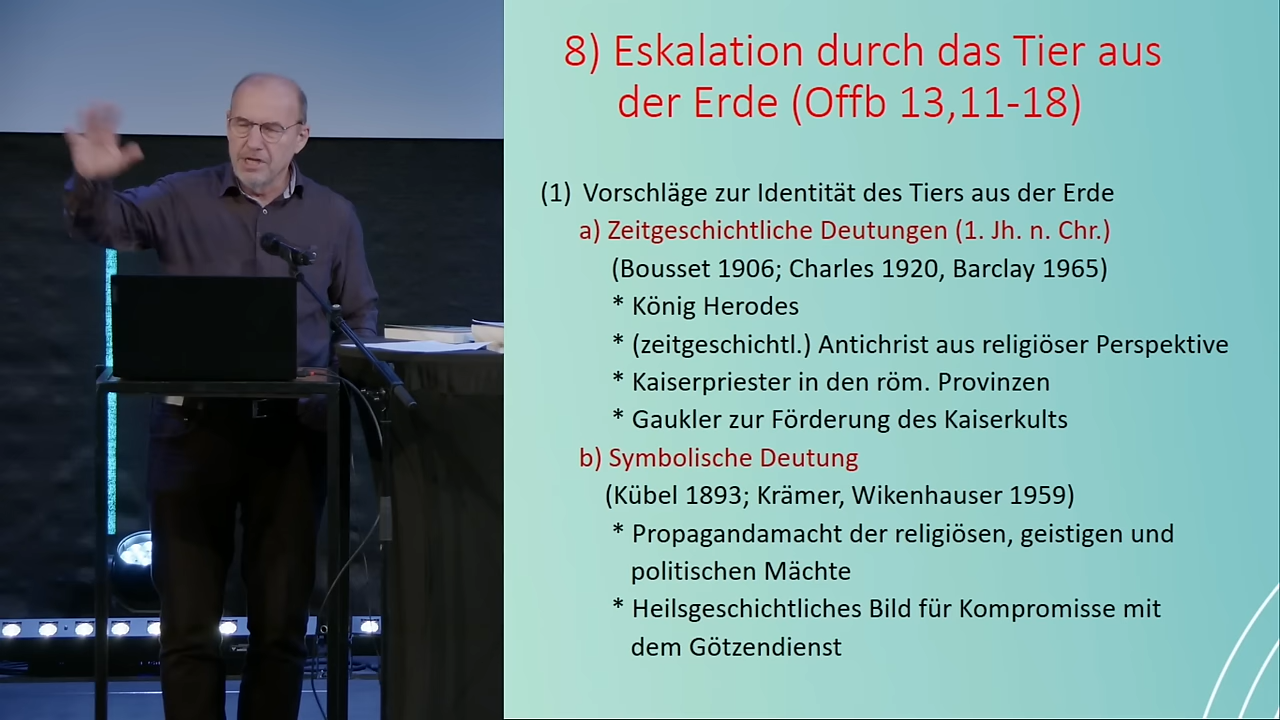 8) Eskalation durch das Tier aus
der Erde (Offb 13,11-18)
(1) Vorschläge zur Identität des Tiers aus der Erde
a) Zeitgeschichtliche Deutungen (1. Jh. n. Chr.)
(Bousset 1906; Charles 1920, Barclay 1965)
* König Herodes
* (zeitgeschichtl.) Antichrist aus religiöser Perspektive
* Kaiserpriester in den röm. Provinzen
* Gaukler zur Förderung des Kaiserkults
b) Symbolische Deutung
(Kübel 1893; Krämer, Wikenhauser 1959)
* Propagandamacht der religiösen, geistigen und
politischen Mächte
* Heilsgeschichtliches Bild für Kompromisse mit
dem Götzendienst